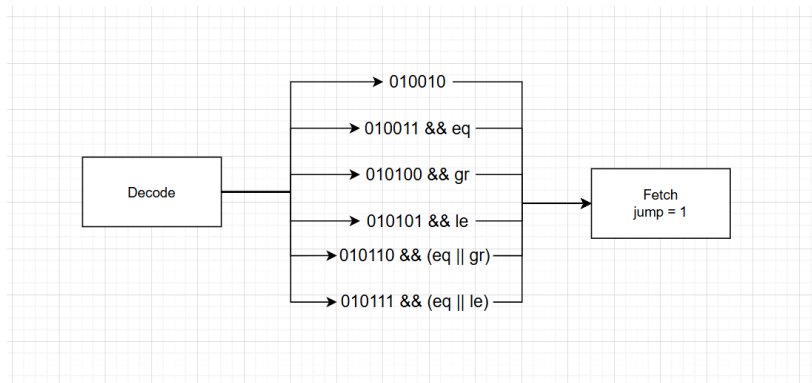 Decode
010010
010011 && eq
010100 && gr
010101 && le
010110 && (eq || gr)
010111 && (eq || le)
Fetch
jump = 1